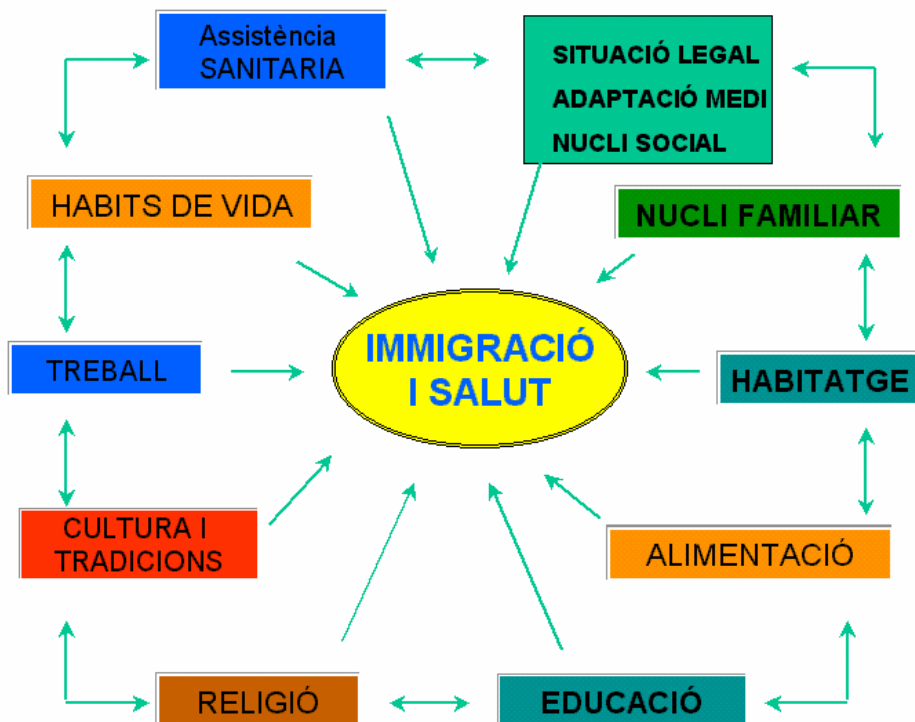 Assistència
SANITARIA
SITUACIÓ LEGAL
ADAPTACIÓ MEDI
NUCLI SOCIAL
HABITS DE VIDA
NUCLI FAMILIAR
IMMIGRACIÓ
I SALUT
TREBALL
HABITATGE
CULTURA I
TRADICIONS
ALIMENTACIÓ
RELIGIÓ
EDUCACIÓ